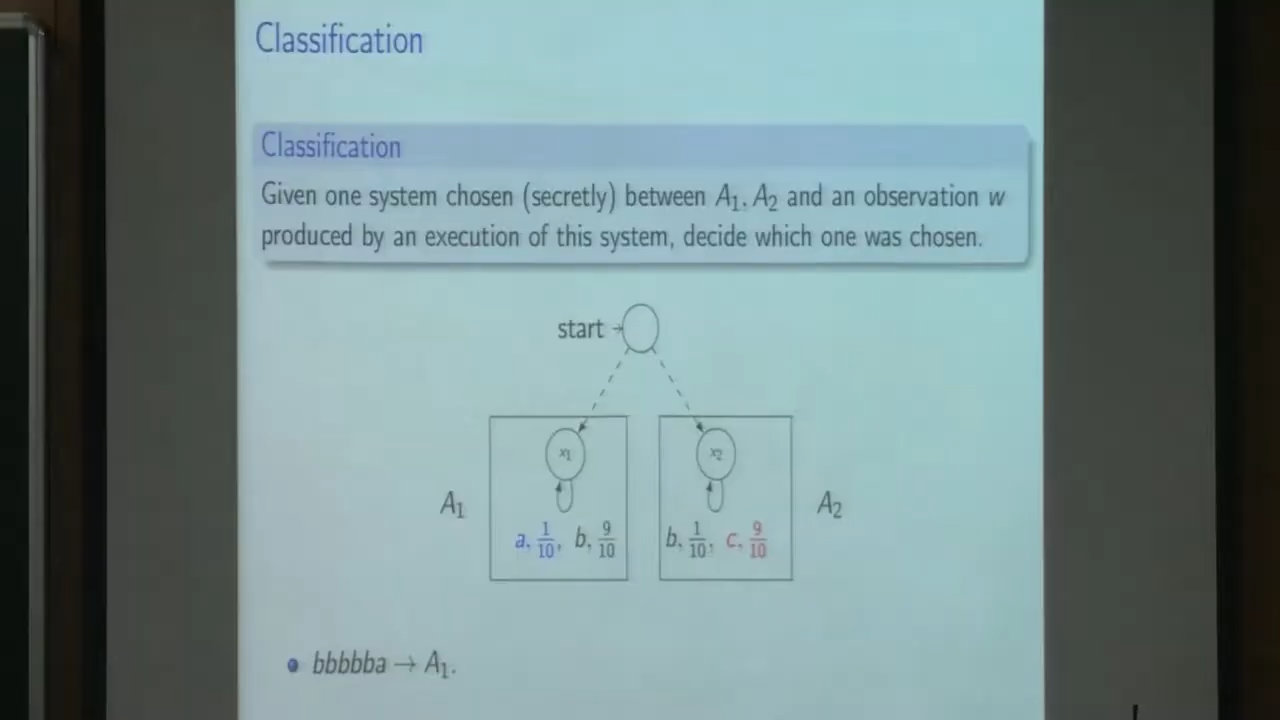 Classification
Classification
Given one system chosen (secretly) between A₁, A₂ and an observation w
produced by an execution of this system, decide which one was chosen.
start
x₁
x₂
A₁
a, 1/10, b, 9/10
b, 1/10, c, 9/10
A₂
bbbbba → A₁.